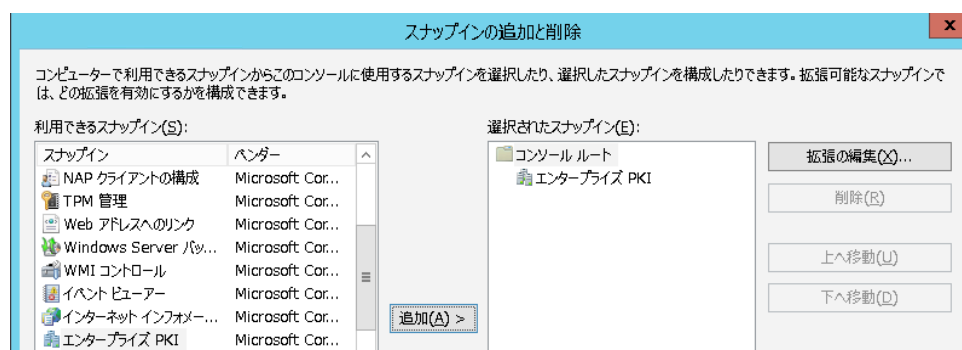 スナップインの追加と削除
x
コンピューターで利用できるスナップインからこのコンソールに使用するスナップインを選択したり、選択したスナップインを構成したりできます。拡張可能なスナップインで
は、どの拡張を有効にするかを構成できます。
利用できるスナップイン(S):
スナップイン ベンダー
NAP クライアントの構成 Microsoft Cor...
TPM 管理 Microsoft Cor...
Web アドレスへのリンク Microsoft Cor...
Windows Server バッ... Microsoft Cor...
WMI コントロール Microsoft Cor...
イベント ビューアー Microsoft Cor...
インターネット インフォメー... Microsoft Cor...
エンタープライズ PKI Microsoft Cor...
追加(A) >
選択されたスナップイン(E):
コンソール ルート
エンタープライズ PKI
拡張の編集(X)...
削除(R)
上へ移動(U)
下へ移動(D)